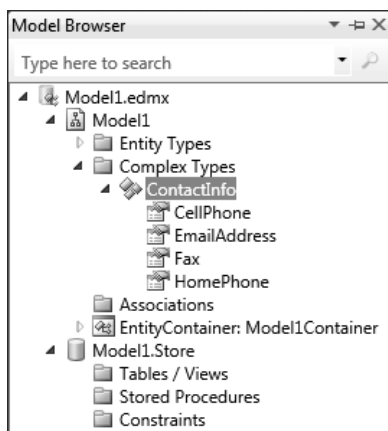 Model Browser
Type here to search
Model1.edmx
Model1
Entity Types
Complex Types
ContactInfo
CellPhone
EmailAddress
Fax
HomePhone
Associations
EntityContainer: Model1Container
Model1.Store
Tables / Views
Stored Procedures
Constraints